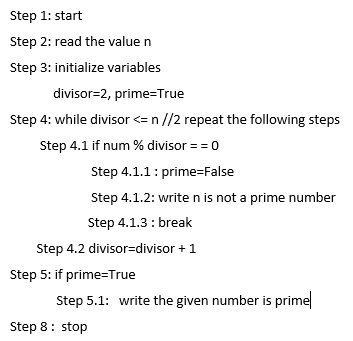 Step 1: start
Step 2: read the value n
Step 3: initialize variables
divisor=2, prime=True
Step 4: while divisor <= n //2 repeat the following steps
Step 4.1 if num % divisor = = 0
Step 4.1.1 : prime=False
Step 4.1.2: write n is not a prime number
Step 4.1.3 : break
Step 4.2 divisor=divisor + 1
Step 5: if prime=True
Step 5.1: write the given number is prime
Step 8 : stop